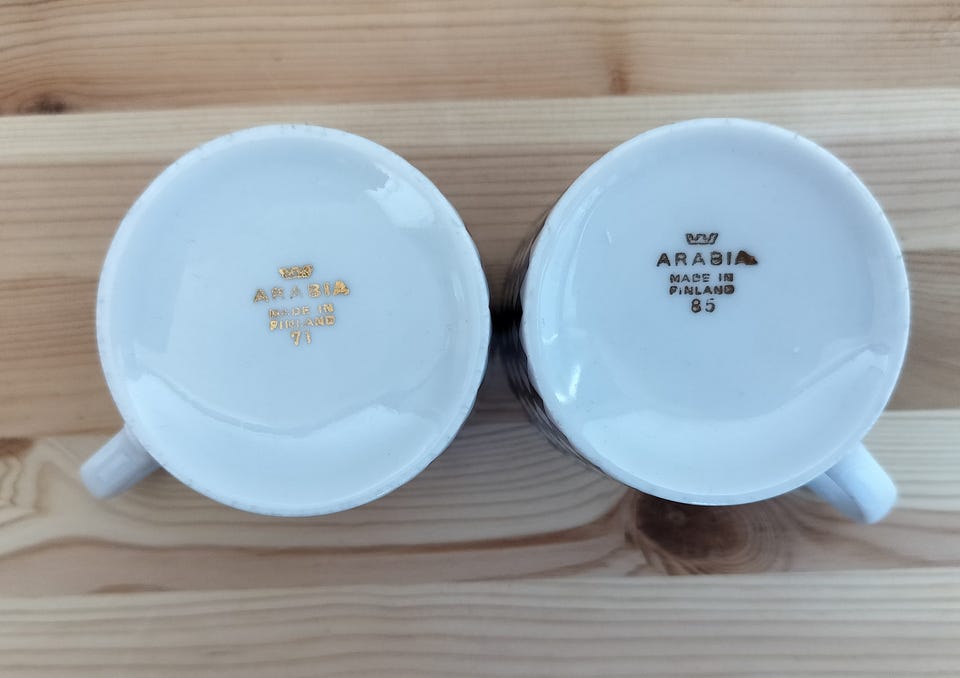 ARABIA
MADE IN
FINLAND
71
ARABIA
MADE IN
FINLAND
85